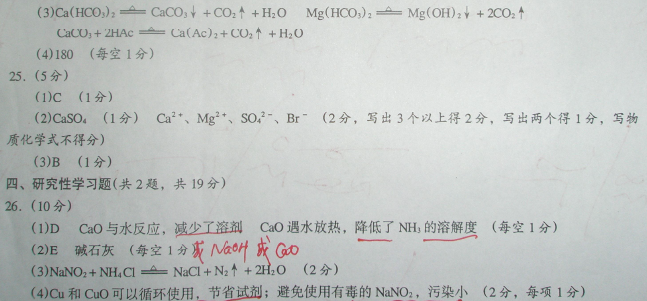 (3)Ca(HCO₃)₂ ≜ CaCO₃↓+CO₂↑+H₂O Mg(HCO₃)₂ ≜ Mg(OH)₂↓+2CO₂↑
CaCO₃+2HAc ≜ Ca(Ac)₂+CO₂↑+H₂O
(4)180 (每空1分)
25.(5分)
(1)C (1分)
(2)CaSO₄ (1分) Ca²⁺、Mg²⁺、SO₄²⁻、Br⁻ (2分，写出3个以上得2分，写出两个得1分，写物
质化学式不得分)
(3)B (1分)
四、研究性学习题(共2题，共19分)
26.(10分)
(1)D CaO与水反应，减少了溶剂 CaO遇水放热，降低了NH₃的溶解度 (每空1分)
(2)E 碱石灰 (每空1分 或 NaOH 或 CaO
(3)NaNO₂+NH₄Cl ≜ NaCl+N₂↑+2H₂O (2分)
(4)Cu和CuO可以循环使用，节省试剂；避免使用有毒的NaNO₂，污染小 (2分，每项1分)